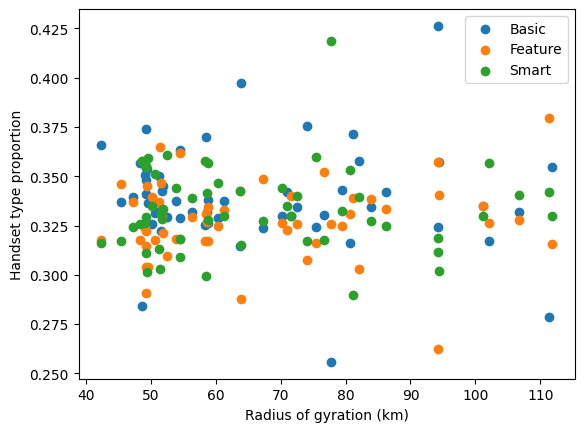 0.425
0.400
0.375
0.350
0.325
0.300
0.275
0.250
Handset type proportion
40 50 60 70 80 90 100 110
Radius of gyration (km)
Basic
Feature
Smart